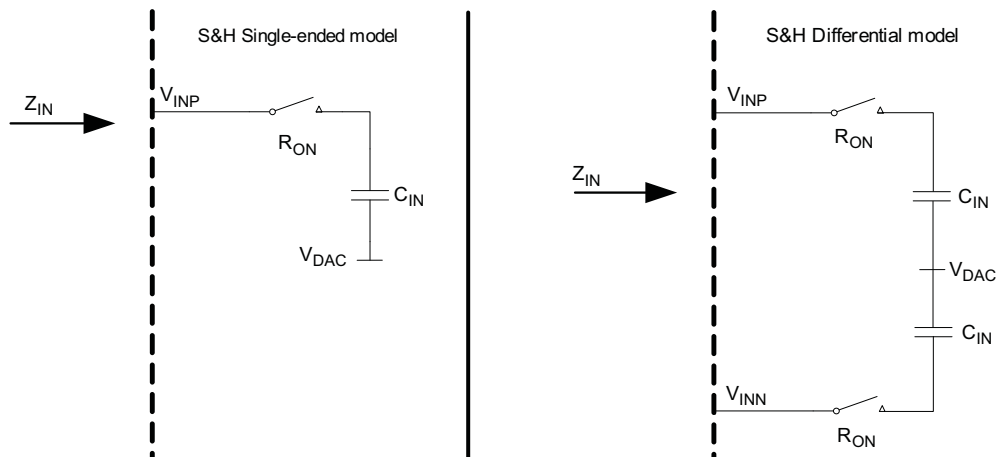 S&H Single-ended model
Z_IN
V_INP
R_ON
C_IN
V_DAC
S&H Differential model
Z_IN
V_INP
R_ON
C_IN
V_DAC
C_IN
V_INN
R_ON